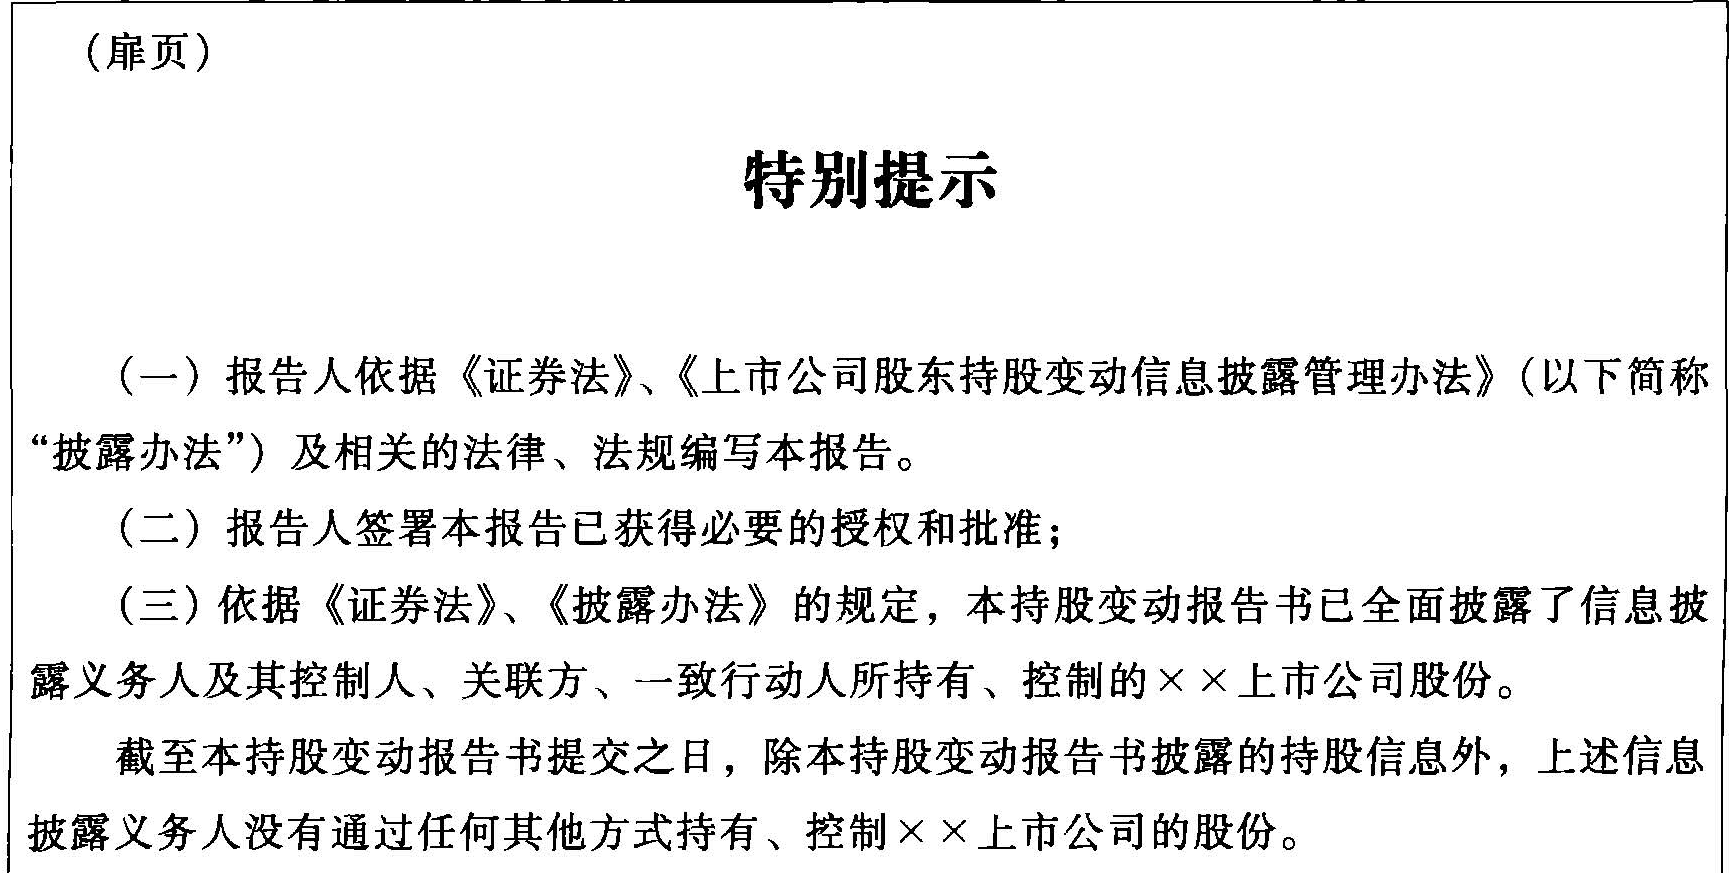 （扉页）
特别提示
（一）报告人依据《证券法》、《上市公司股东持股变动信息披露管理办法》（以下简称
“披露办法”）及相关的法律、法规编写本报告。
（二）报告人签署本报告已获得必要的授权和批准；
（三）依据《证券法》、《披露办法》的规定，本持股变动报告书已全面披露了信息披
露义务人及其控制人、关联方、一致行动人所持有、控制的××上市公司股份。
截至本持股变动报告书提交之日，除本持股变动报告书披露的持股信息外，上述信息
披露义务人没有通过任何其他方式持有、控制××上市公司的股份。